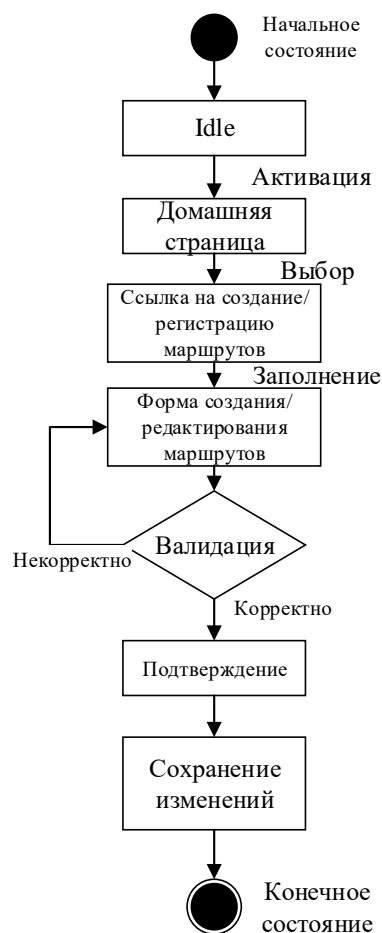 Начальное
состояние
Idle
Активация
Домашняя
страница
Выбор
Ссылка на создание/
регистрацию
маршрутов
Заполнение
Форма создания/
редактирования
маршрутов
Валидация
Некорректно
Корректно
Подтверждение
Сохранение
изменений
Конечное
состояние